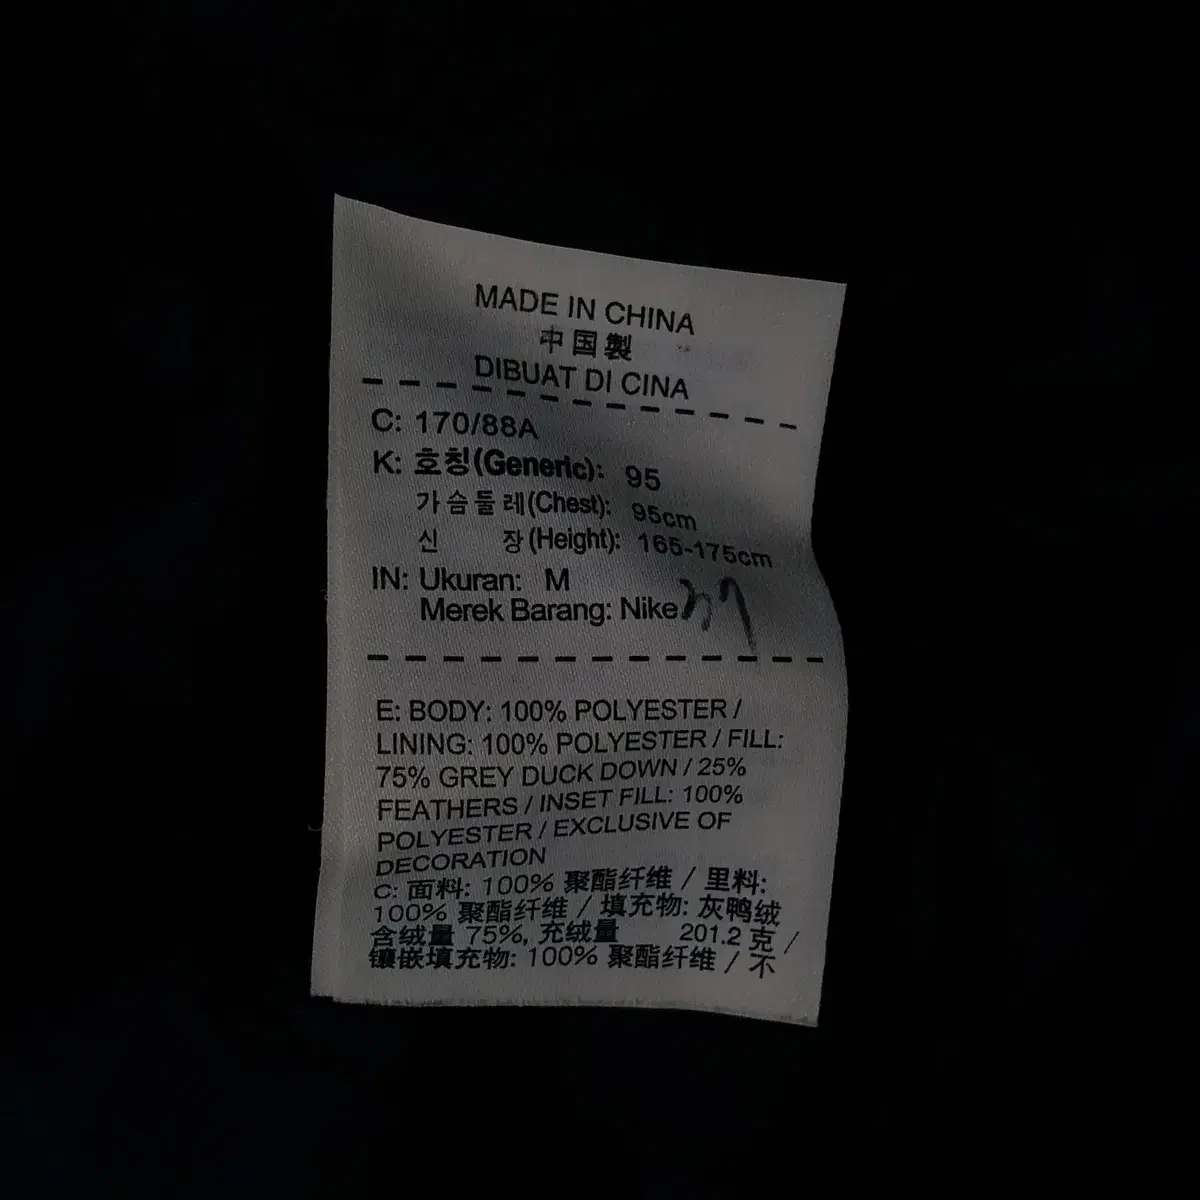 MADE IN CHINA
中国製
DIBUAT DI CINA
C: 170/88A
K: 호칭(Generic): 95
가슴둘레(Chest): 95cm
신 장(Height): 165-175cm
IN: Ukuran: M
Merek Barang: Nike
E: BODY: 100% POLYESTER /
LINING: 100% POLYESTER / FILL:
75% GREY DUCK DOWN / 25%
FEATHERS / INSET FILL: 100%
POLYESTER / EXCLUSIVE OF
DECORATION
C: 面料: 100% 聚酯纤维 / 里料:
100% 聚酯纤维 / 填充物: 灰鸭绒
含绒量 75%, 充绒量 201.2 克 /
镶嵌填充物: 100% 聚酯纤维 / 不